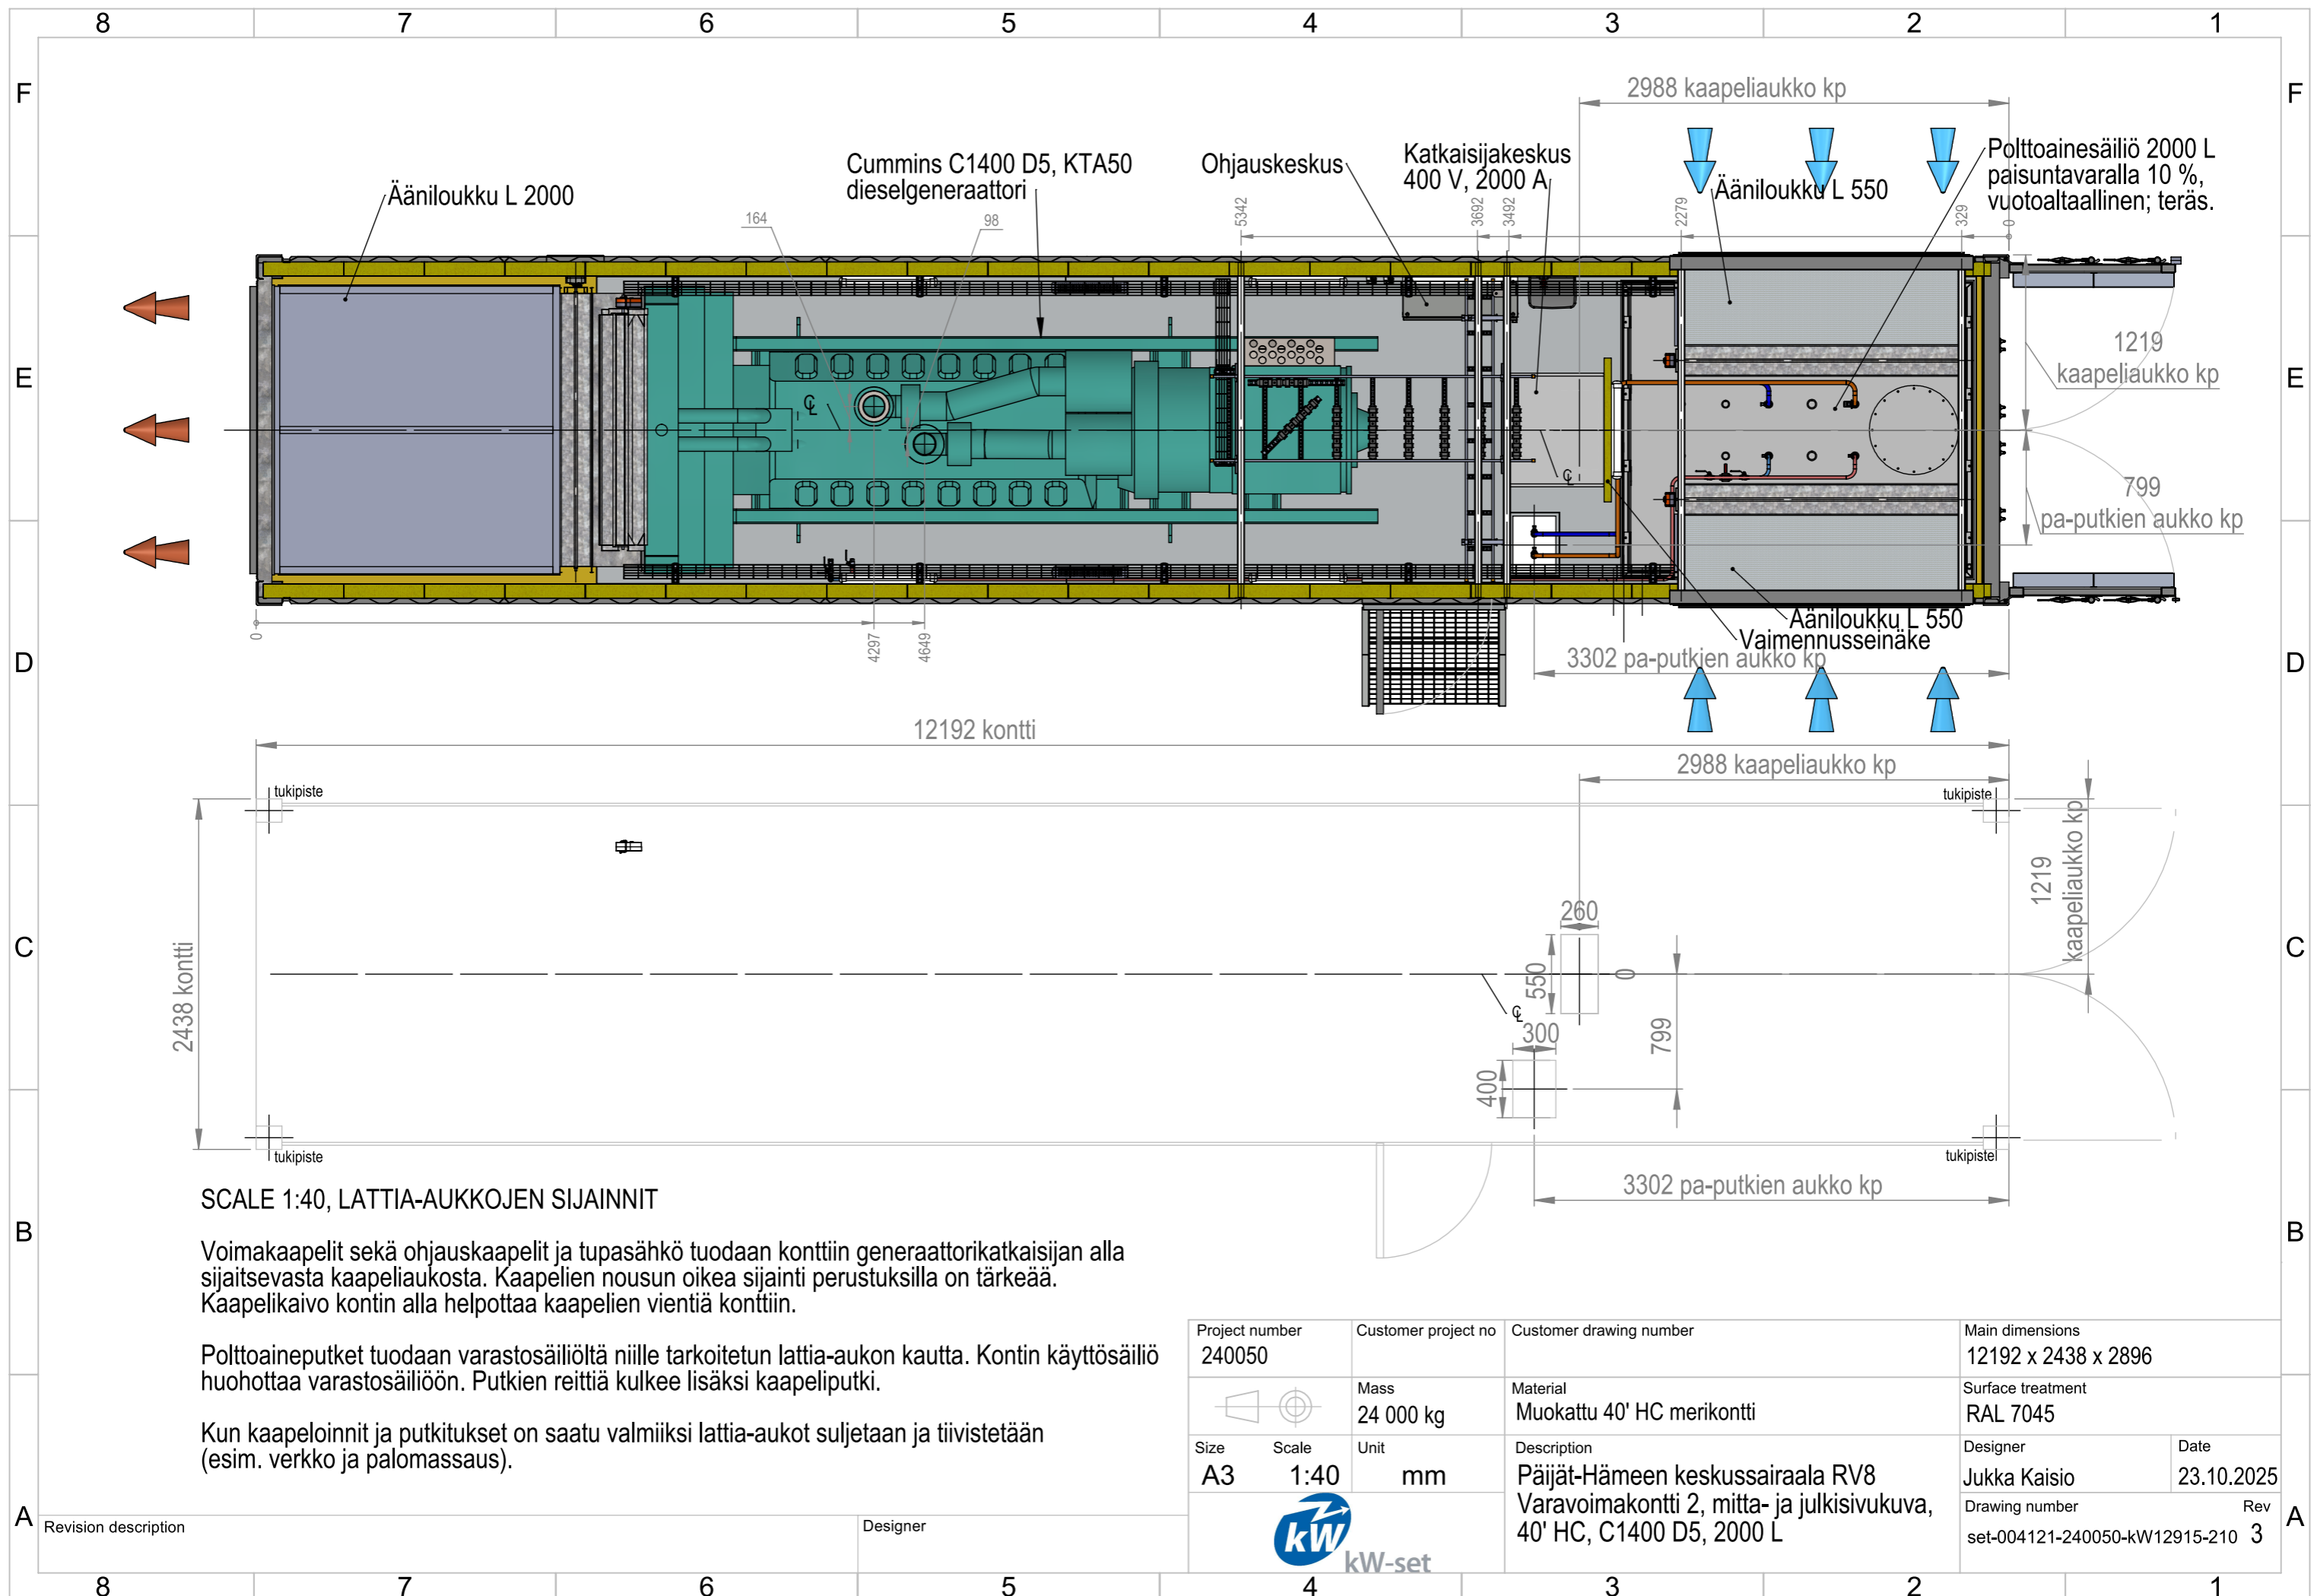 8 7 6 5 4 3 2 1
F
F
2988 kaapeliaukko kp
Cummins C1400 D5, KTA50
dieselgeneraattori
Ohjauskeskus
Katkaisijakeskus
400 V, 2000 A
Polttoainesäiliö 2000 L
paisuntavaralla 10 %,
vuotoaltaallinen; teräs.
Ääniloukku L 2000
Ääniloukku L 550
164
98
5342
3692
3492
2279
329
0
E
E
℄
℄
1219
kaapeliaukko kp
799
pa-putkien aukko kp
0
4297
4649
Ääniloukku L 550
Vaimennusseinäke
D
D
3302 pa-putkien aukko kp
12192 kontti
2988 kaapeliaukko kp
tukipiste
tukipiste
1219
kaapeliaukko kp
260
C
C
2438 kontti
550
0
℄
300
799
400
tukipiste
tukipiste
3302 pa-putkien aukko kp
SCALE 1:40, LATTIA-AUKKOJEN SIJAINNIT
B
B
Voimakaapelit sekä ohjauskaapelit ja tupasähkö tuodaan konttiin generaattorikatkaisijan alla
sijaitsevasta kaapeliaukosta. Kaapelien nousun oikea sijainti perustuksilla on tärkeää.
Kaapelikaivo kontin alla helpottaa kaapelien vientiä konttiin.
Polttoaineputket tuodaan varastosäiliöltä niille tarkoitetun lattia-aukon kautta. Kontin käyttösäiliö
huohottaa varastosäiliöön. Putkien reittiä kulkee lisäksi kaapeliputki.
Kun kaapeloinnit ja putkitukset on saatu valmiiksi lattia-aukot suljetaan ja tiivistetään
(esim. verkko ja palomassaus).
Project number
240050
Customer project no
Customer drawing number
Main dimensions
12192 x 2438 x 2896
Mass
24 000 kg
Material
Muokattu 40' HC merikontti
Surface treatment
RAL 7045
Size
A3
Scale
1:40
Unit
mm
Description
Päijät-Hämeen keskussairaala RV8
Varavoimakontti 2, mitta- ja julkisivukuva,
40' HC, C1400 D5, 2000 L
Designer
Jukka Kaisio
Date
23.10.2025
Drawing number
set-004121-240050-kW12915-210
Rev
3
kW
kW-set
A
A
Revision description
Designer
8 7 6 5 4 3 2 1